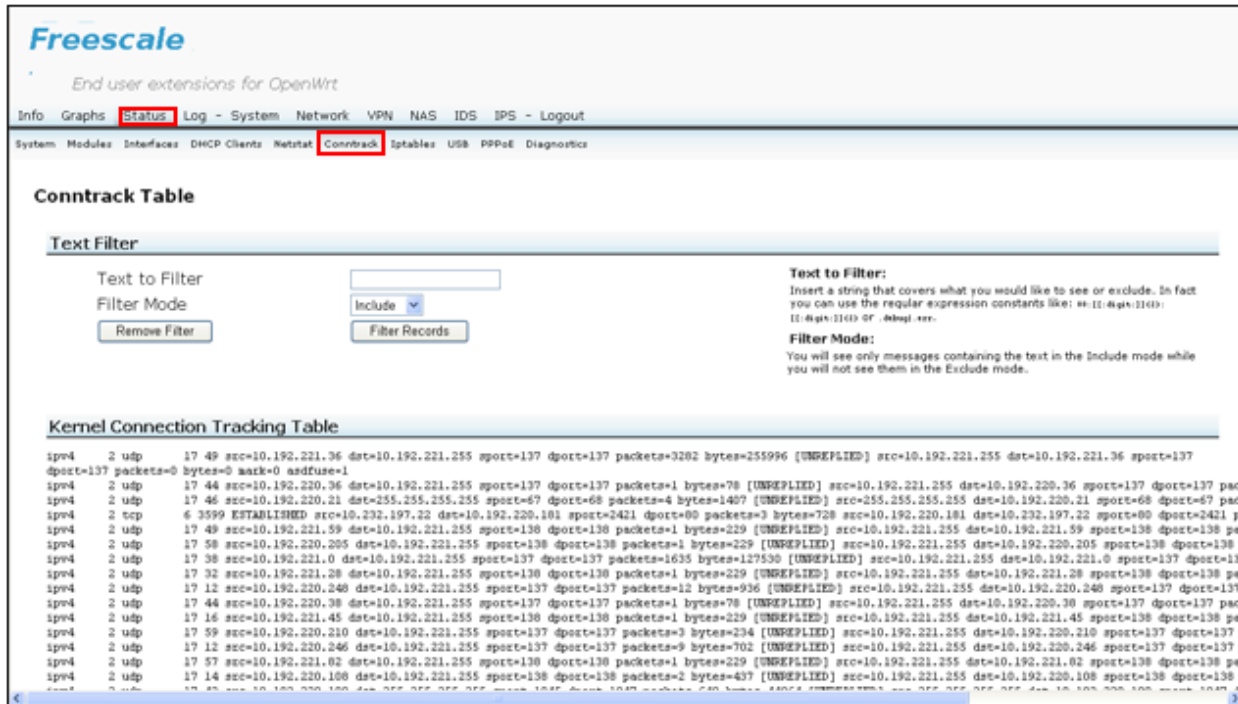 Freescale
End user extensions for OpenWrt
Info Graphs Status Log - System Network VPN NAS IDS IPS - Logout
System Modules Interfaces DHCP Clients Netstat Conntrack Iptables USB PPPoE Diagnostics
Conntrack Table
Text Filter
Text to Filter
Filter Mode
Include
Remove Filter
Filter Records
Text to Filter:
Insert a string that covers what you would like to see or exclude. In fact
you can use the regular expression constants like:
or
Filter Mode:
You will see only messages containing the text in the Include mode while
you will not see them in the Exclude mode.
Kernel Connection Tracking Table
ipv4 2 udp 17 49 src=10.192.221.36 dst=10.192.221.255 sport=137 dport=137 packets=3282 bytes=255996 [UNREPLIED] src=10.192.221.255 dst=10.192.221.36 sport=137
dport=137 packets=0 bytes=0 mark=0 asdfuse=1
ipv4 2 udp 17 44 src=10.192.220.36 dst=10.192.221.255 sport=137 dport=137 packets=1 bytes=78 [UNREPLIED] src=10.192.221.255 dst=10.192.220.36 sport=137 dport=137 pac
ipv4 2 udp 17 46 src=10.192.220.21 dst=255.255.255.255 sport=67 dport=68 packets=4 bytes=1407 [UNREPLIED] src=255.255.255.255 dst=10.192.220.21 sport=68 dport=67 pac
ipv4 2 tcp 6 3599 ESTABLISHED src=10.232.197.22 dst=10.192.220.181 sport=2421 dport=80 packets=3 bytes=728 src=10.192.220.181 dst=10.232.197.22 sport=80 dport=2421 p
ipv4 2 udp 17 49 src=10.192.221.59 dst=10.192.221.255 sport=138 dport=138 packets=1 bytes=229 [UNREPLIED] src=10.192.221.255 dst=10.192.221.59 sport=138 dport=138 pa
ipv4 2 udp 17 58 src=10.192.220.205 dst=10.192.221.255 sport=138 dport=138 packets=1 bytes=229 [UNREPLIED] src=10.192.221.255 dst=10.192.220.205 sport=138 dport=138
ipv4 2 udp 17 38 src=10.192.221.0 dst=10.192.221.255 sport=137 dport=137 packets=1635 bytes=127530 [UNREPLIED] src=10.192.221.255 dst=10.192.221.0 sport=137 dport=13
ipv4 2 udp 17 32 src=10.192.221.28 dst=10.192.221.255 sport=138 dport=138 packets=1 bytes=229 [UNREPLIED] src=10.192.221.255 dst=10.192.221.28 sport=138 dport=138 pa
ipv4 2 udp 17 12 src=10.192.220.248 dst=10.192.221.255 sport=137 dport=137 packets=12 bytes=936 [UNREPLIED] src=10.192.221.255 dst=10.192.220.248 sport=137 dport=137
ipv4 2 udp 17 44 src=10.192.220.38 dst=10.192.221.255 sport=137 dport=137 packets=1 bytes=78 [UNREPLIED] src=10.192.221.255 dst=10.192.220.38 sport=137 dport=137 pac
ipv4 2 udp 17 16 src=10.192.221.45 dst=10.192.221.255 sport=138 dport=138 packets=1 bytes=229 [UNREPLIED] src=10.192.221.255 dst=10.192.221.45 sport=138 dport=138 pa
ipv4 2 udp 17 59 src=10.192.220.210 dst=10.192.221.255 sport=137 dport=137 packets=3 bytes=234 [UNREPLIED] src=10.192.221.255 dst=10.192.220.210 sport=137 dport=137
ipv4 2 udp 17 12 src=10.192.220.246 dst=10.192.221.255 sport=137 dport=137 packets=9 bytes=702 [UNREPLIED] src=10.192.221.255 dst=10.192.220.246 sport=137 dport=137
ipv4 2 udp 17 57 src=10.192.221.82 dst=10.192.221.255 sport=138 dport=138 packets=1 bytes=229 [UNREPLIED] src=10.192.221.255 dst=10.192.221.82 sport=138 dport=138 pa
ipv4 2 udp 17 14 src=10.192.220.108 dst=10.192.221.255 sport=138 dport=138 packets=2 bytes=437 [UNREPLIED] src=10.192.221.255 dst=10.192.220.108 sport=138 dport=138